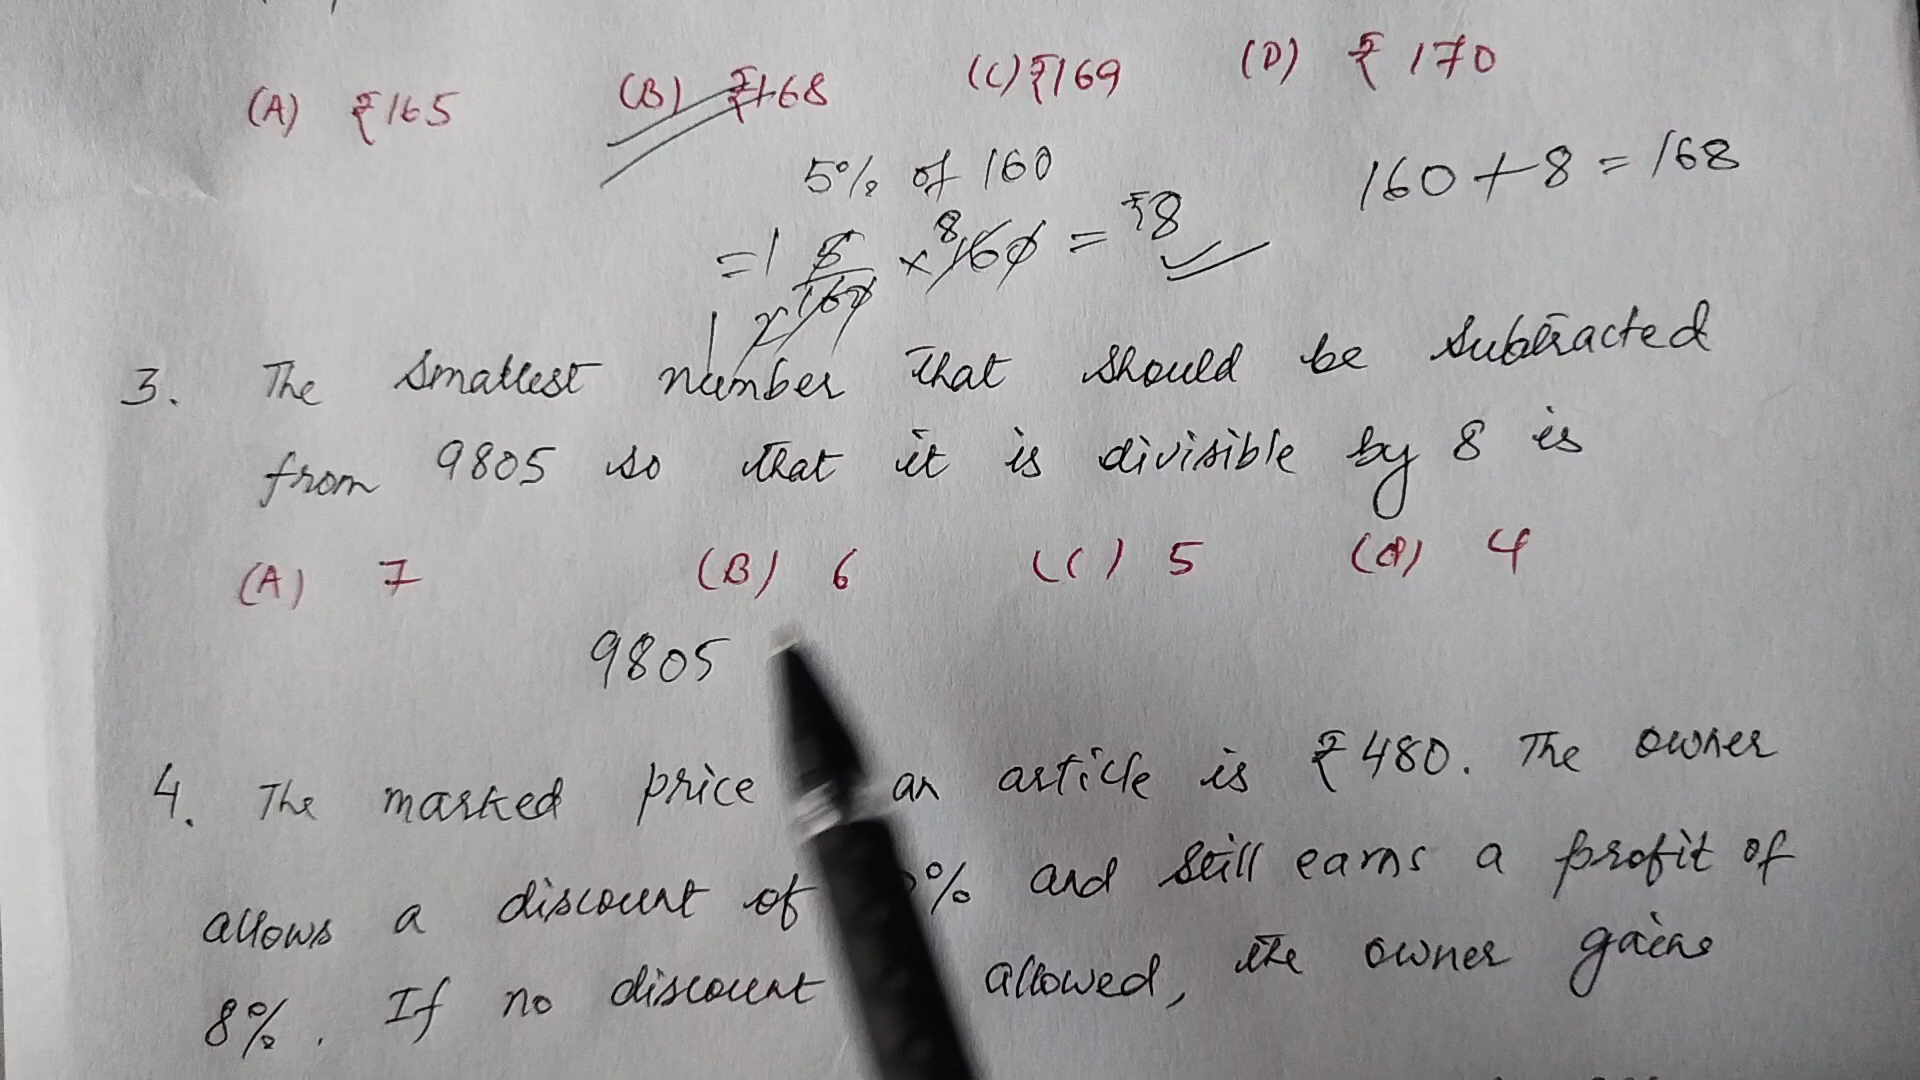 (A) ₹165 (B) ₹168 (C) ₹169 (D) ₹ 170
5% of 160 160 + 8 = 168
= 5/100 × 160 = ₹8
3. The smallest number that should be subtracted
from 9805 so that it is divisible by 8 is
(A) 7 (B) 6 (C) 5 (D) 4
9805
4. The marked price an article is ₹480. The owner
allows a discount of % and still earns a profit of
8%. If no discount allowed, the owner gains